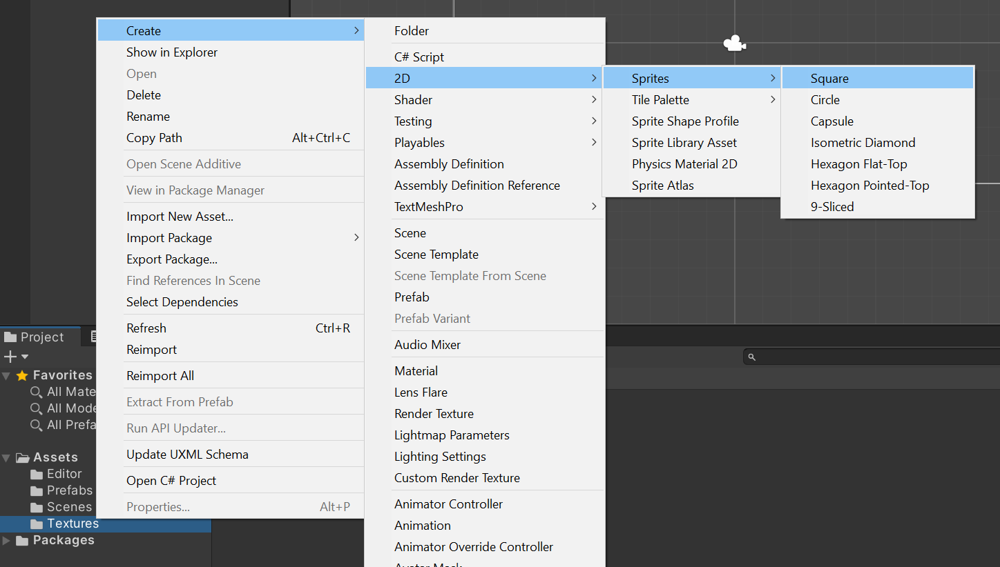 Create
Show in Explorer
Open
Delete
Rename
Copy Path Alt+Ctrl+C
Open Scene Additive
View in Package Manager
Import New Asset...
Import Package
Export Package...
Find References In Scene
Select Dependencies
Refresh Ctrl+R
Reimport
Reimport All
Extract From Prefab
Run API Updater...
Update UXML Schema
Open C# Project
Properties... Alt+P
Folder
C# Script
2D
Shader
Testing
Playables
Assembly Definition
Assembly Definition Reference
TextMeshPro
Scene
Scene Template
Scene Template From Scene
Prefab
Prefab Variant
Audio Mixer
Material
Lens Flare
Render Texture
Lightmap Parameters
Lighting Settings
Custom Render Texture
Animator Controller
Animation
Animator Override Controller
Sprites
Tile Palette
Sprite Shape Profile
Sprite Library Asset
Physics Material 2D
Sprite Atlas
Square
Circle
Capsule
Isometric Diamond
Hexagon Flat-Top
Hexagon Pointed-Top
9-Sliced
Project
Favorites
All Mate
All Mode
All Prefa
Assets
Editor
Prefabs
Scenes
Textures
Packages